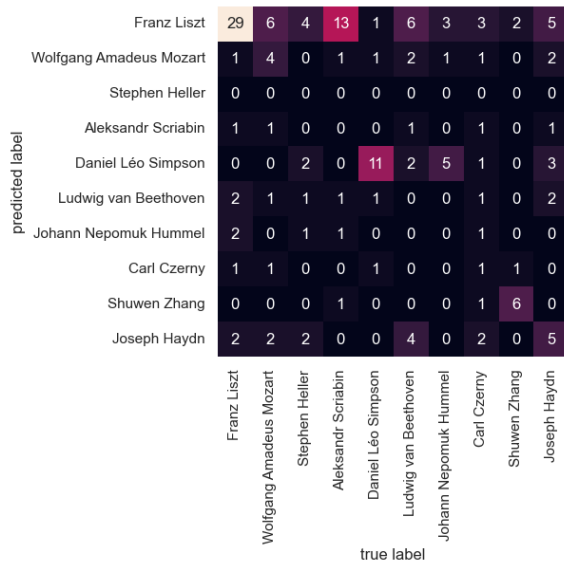 predicted label
Franz Liszt 29 6 4 13 1 6 3 3 2 5
Wolfgang Amadeus Mozart 1 4 0 1 1 2 1 1 0 2
Stephen Heller 0 0 0 0 0 0 0 0 0 0
Aleksandr Scriabin 1 1 0 0 0 1 0 1 0 1
Daniel Léo Simpson 0 0 2 0 11 2 5 1 0 3
Ludwig van Beethoven 2 1 1 1 1 0 0 1 0 2
Johann Nepomuk Hummel 2 0 1 1 0 0 0 1 0 0
Carl Czerny 1 1 0 0 1 0 0 1 1 0
Shuwen Zhang 0 0 0 1 0 0 0 1 6 0
Joseph Haydn 2 2 2 0 0 4 0 2 0 5
Franz Liszt
Wolfgang Amadeus Mozart
Stephen Heller
Aleksandr Scriabin
Daniel Léo Simpson
Ludwig van Beethoven
Johann Nepomuk Hummel
Carl Czerny
Shuwen Zhang
Joseph Haydn
true label